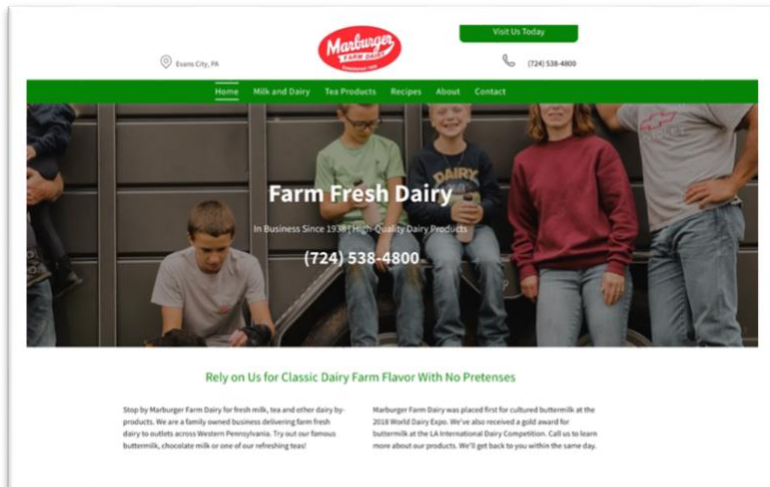 Visit Us Today
Marburger
FARM DAIRY
Evans City, PA
(724) 538-4800
Home Milk and Dairy Tea Products Recipes About Contact
DAIRY
Farm Fresh Dairy
In Business Since 1938 | High-Quality Dairy Products
(724) 538-4800
Rely on Us for Classic Dairy Farm Flavor With No Pretenses
Stop by Marburger Farm Dairy for fresh milk, tea and other dairy by-
products. We are a family owned business delivering farm fresh
dairy to outlets across Western Pennsylvania. Try out our famous
buttermilk, chocolate milk or one of our refreshing teas!
Marburger Farm Dairy was placed first for cultured buttermilk at the
2018 World Dairy Expo. We've also received a gold award for
buttermilk at the LA International Dairy Competition. Call us to learn
more about our products. We'll get back to you within the same day.